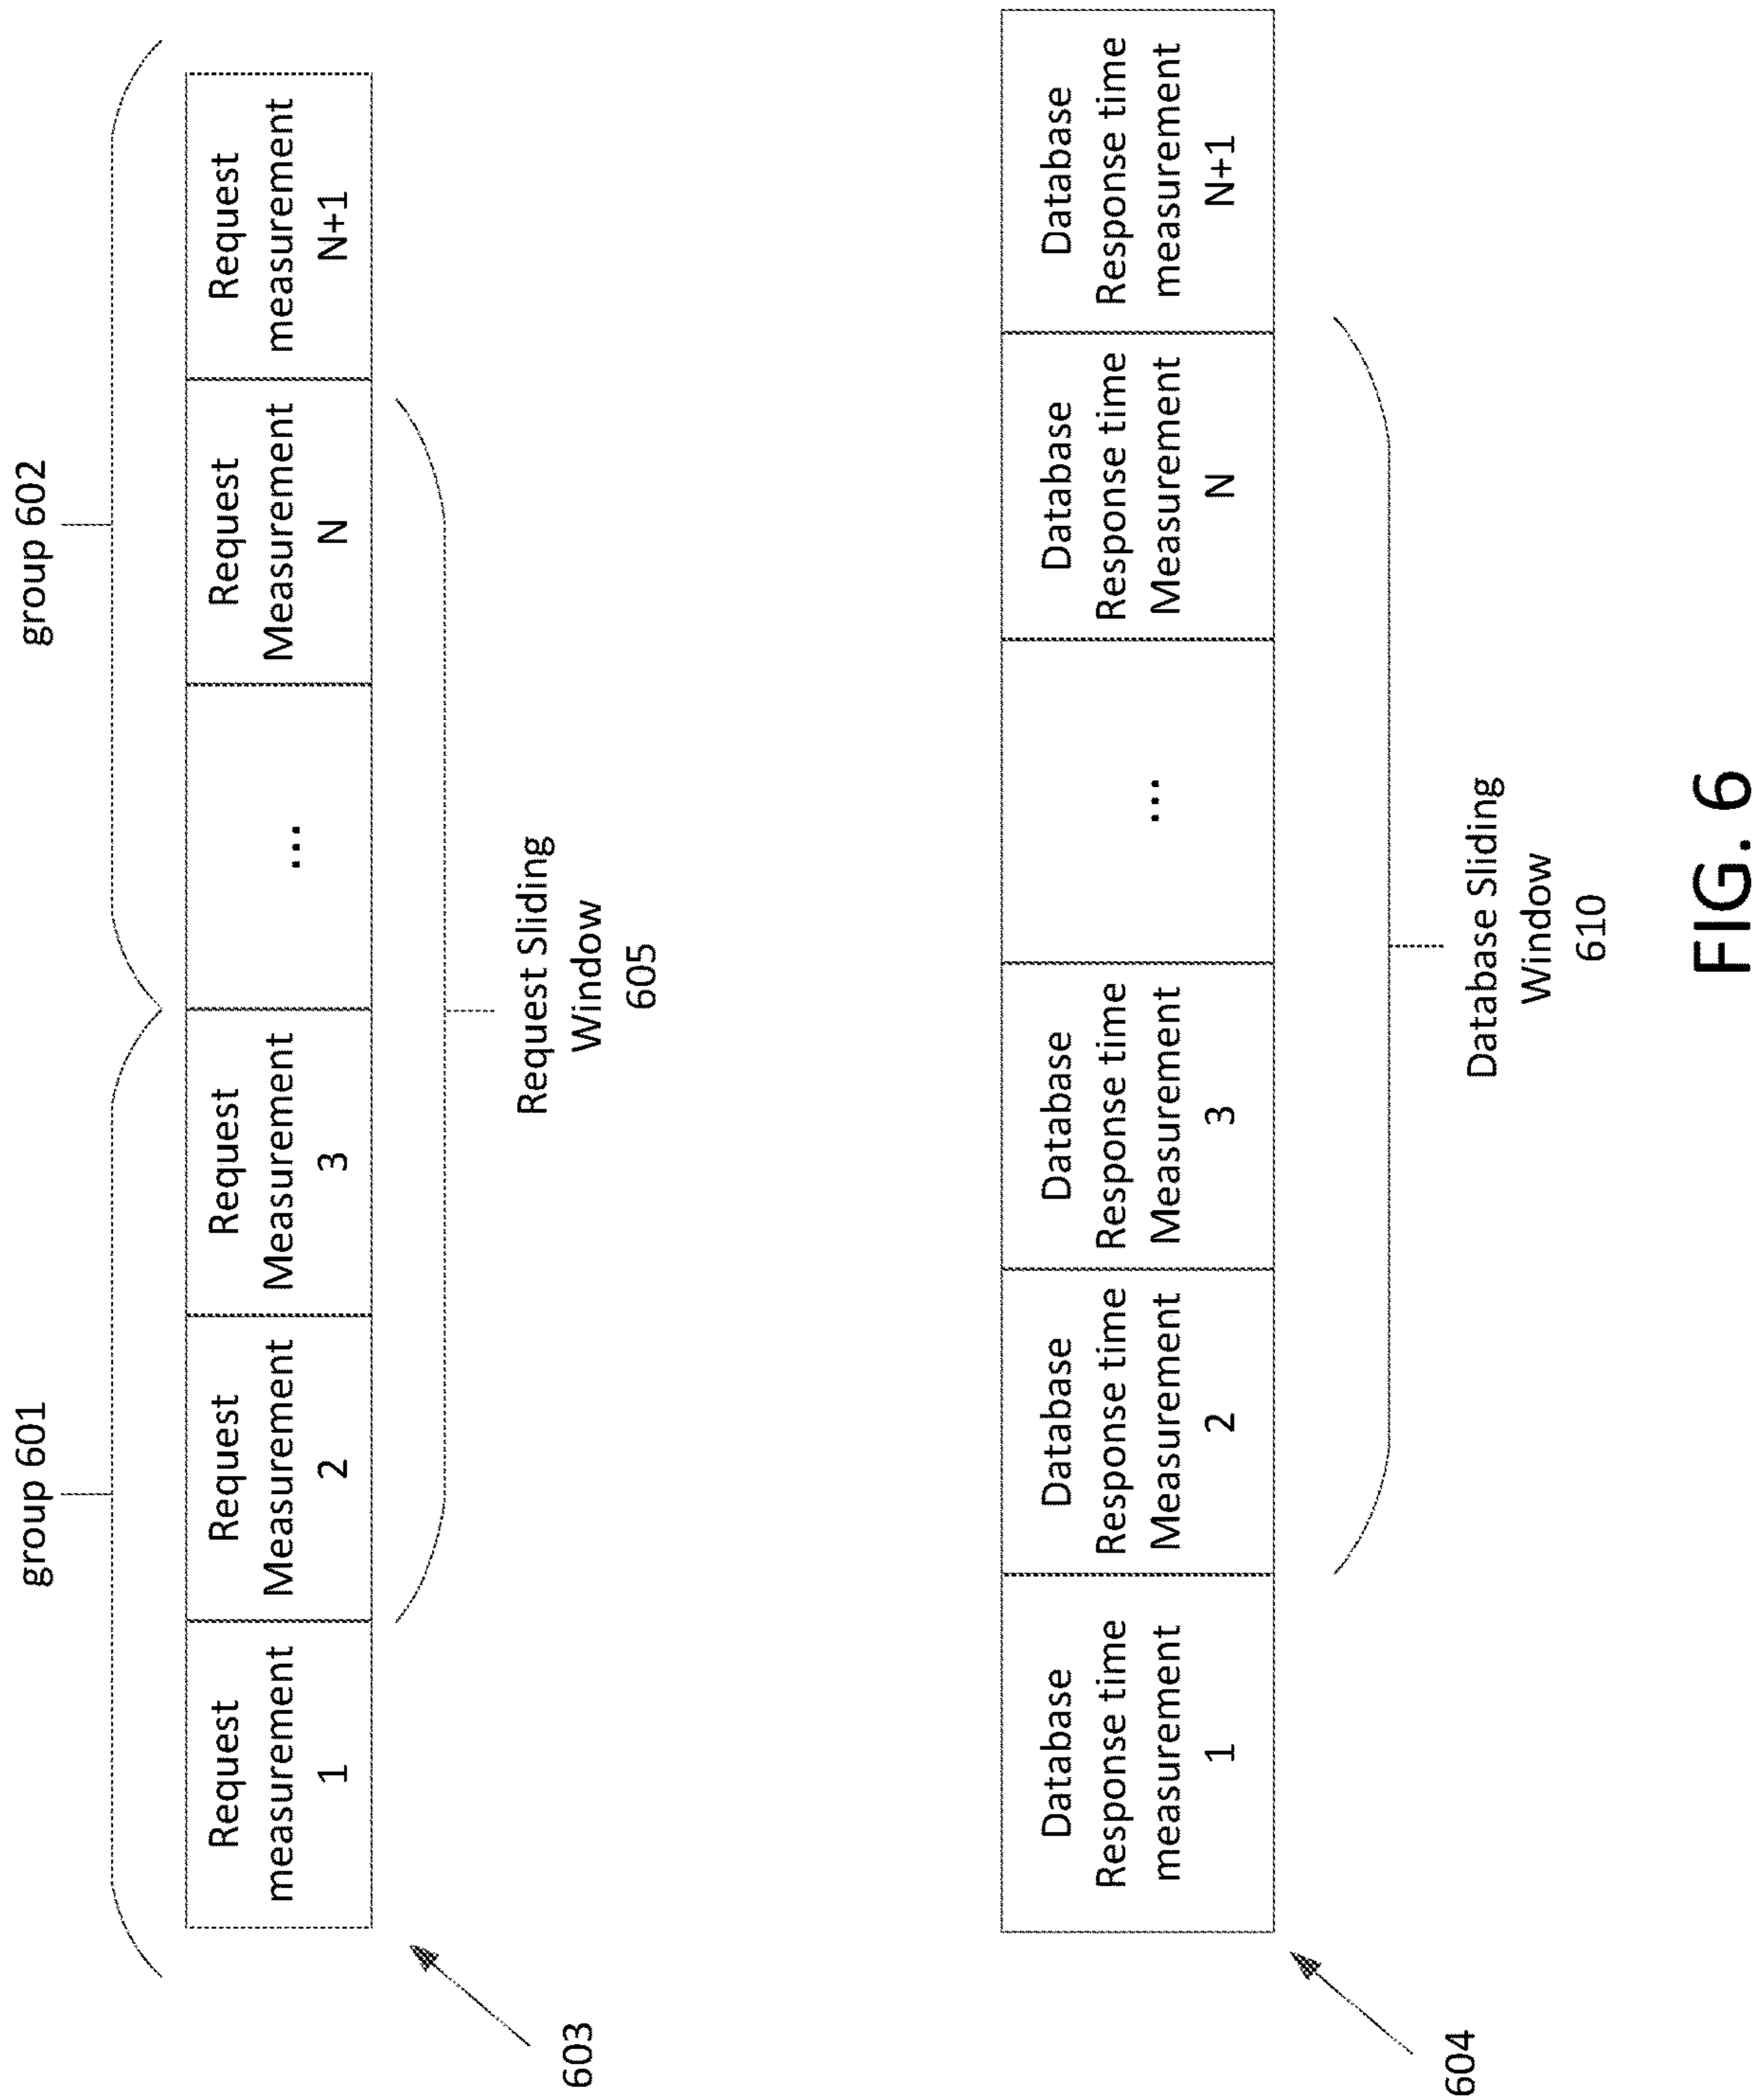 group 601
group 602
Request
measurement
1
Request
Measurement
2
Request
Measurement
3
...
Request
Measurement
N
Request
measurement
N+1
603
Request Sliding
Window
605
Database
Response time
measurement
1
Database
Response time
Measurement
2
Database
Response time
Measurement
3
...
Database
Response time
Measurement
N
Database
Response time
measurement
N+1
604
Database Sliding
Window
610
FIG. 6